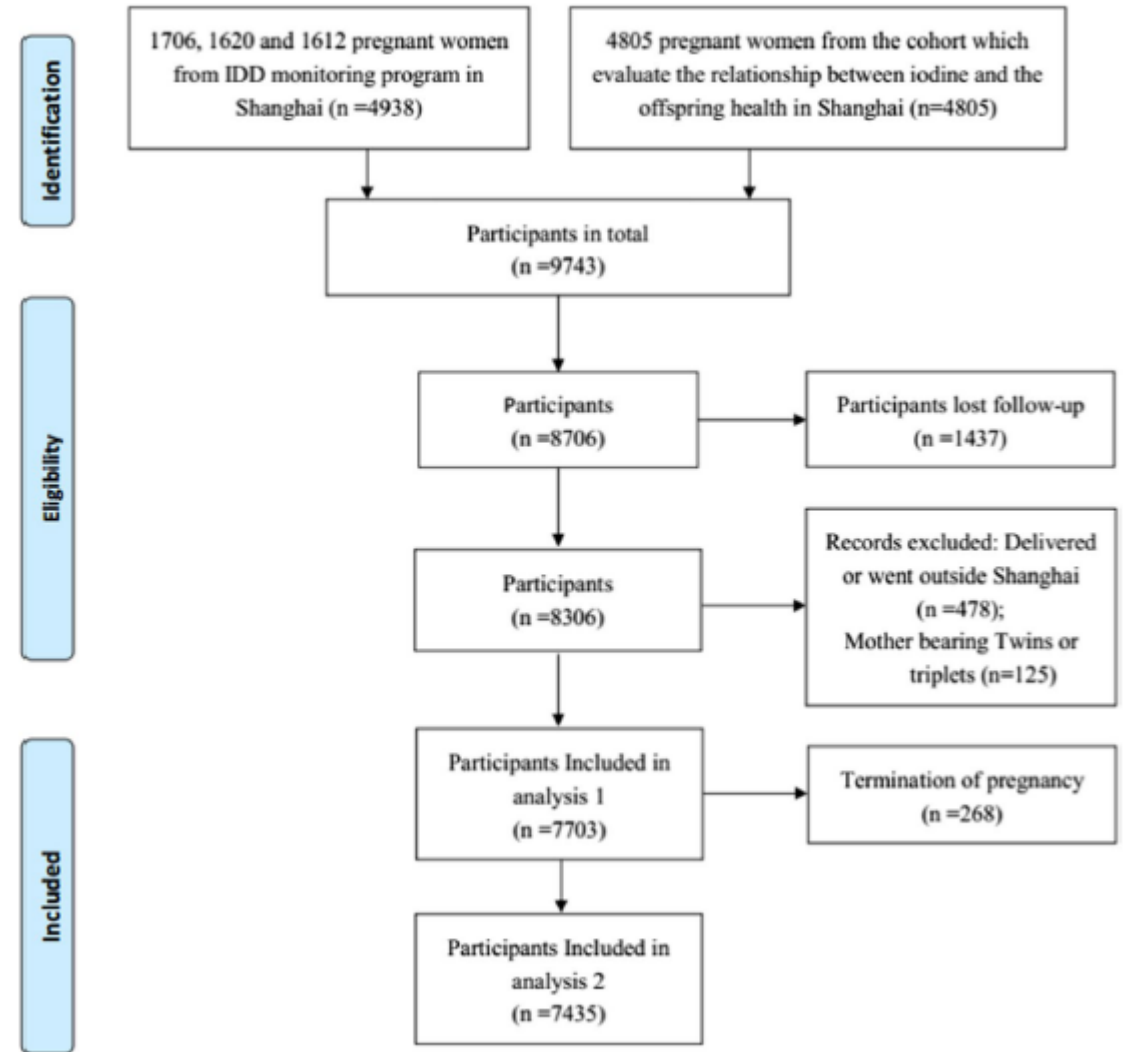 Identification
1706, 1620 and 1612 pregnant women
from IDD monitoring program in
Shanghai (n =4938)
4805 pregnant women from the cohort which
evaluate the relationship between iodine and the
offspring health in Shanghai (n=4805)
Participants in total
(n =9743)
Eligibility
Participants
(n =8706)
Participants lost follow-up
(n =1437)
Participants
(n =8306)
Records excluded: Delivered
or went outside Shanghai
(n =478);
Mother bearing Twins or
triplets (n=125)
Included
Participants Included in
analysis 1
(n =7703)
Termination of pregnancy
(n =268)
Participants Included in
analysis 2
(n =7435)